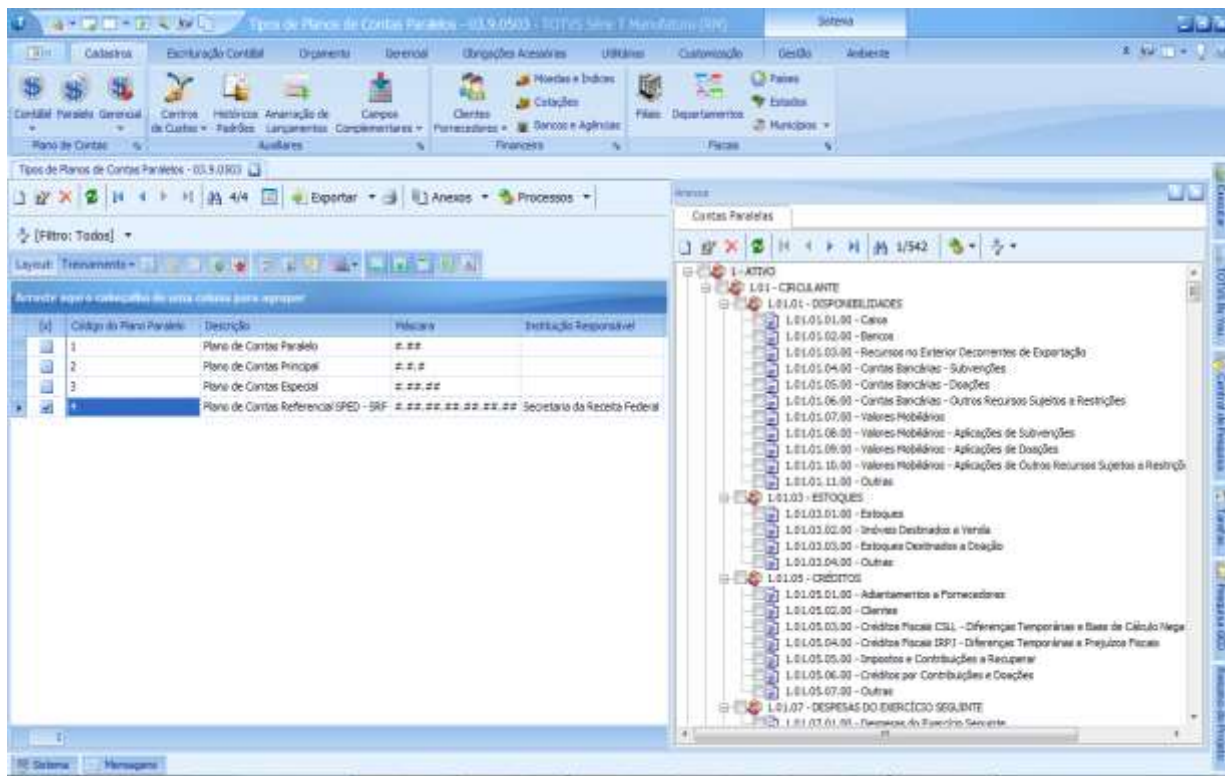 Tipos de Planos de Contas Paralelos - 03.9.0503 - TOTVS Série T Manufatura (RM)
Sistema
Cadastros Escrituração Contábil Orçamento Gerencial Obrigações Acessórias Utilitários Customização Gestão Ambiente
Contábil Paralelo Gerencial
Centros de Custos
Históricos Padrões
Amarração de Lançamentos
Campos Complementares
Clientes Fornecedores
Moedas e Índices
Cotações
Bancos e Agências
Filiais
Departamentos
Países
Estados
Municípios
Plano de Contas
Auxiliares
Financeiro
Fiscais
Tipos de Planos de Contas Paralelos - 03.9.0503
4/4 Exportar Anexos Processos
[Filtro: Todos]
Layout: Treinamento
Arraste aqui o cabeçalho de uma coluna para agrupar
[x] Código do Plano Paralelo Descrição Máscara Instituição Responsável
1 Plano de Contas Paralelo #.##
2 Plano de Contas Principal #.#.#
3 Plano de Contas Especial #.##.##
4 Plano de Contas Referencial SPED - SRF #.##.##.##.##.##.## Secretaria da Receita Federal
Anexos
Contas Paralelas
1/542
1 - ATIVO
1.01 - CIRCULANTE
1.01.01 - DISPONIBILIDADES
1.01.01.01.00 - Caixa
1.01.01.02.00 - Bancos
1.01.01.03.00 - Recursos no Exterior Decorrentes de Exportação
1.01.01.04.00 - Contas Bancárias - Subvenções
1.01.01.05.00 - Contas Bancárias - Doações
1.01.01.06.00 - Contas Bancárias - Outros Recursos Sujeitos a Restrições
1.01.01.07.00 - Valores Mobiliários
1.01.01.08.00 - Valores Mobiliários - Aplicações de Subvenções
1.01.01.09.00 - Valores Mobiliários - Aplicações de Doações
1.01.01.10.00 - Valores Mobiliários - Aplicações de Outros Recursos Sujeitos a Restriçõ
1.01.01.11.00 - Outras
1.01.03 - ESTOQUES
1.01.03.01.00 - Estoques
1.01.03.02.00 - Imóveis Destinados a Venda
1.01.03.03.00 - Estoques Destinados a Doação
1.01.03.04.00 - Outras
1.01.05 - CRÉDITOS
1.01.05.01.00 - Adiantamentos a Fornecedores
1.01.05.02.00 - Clientes
1.01.05.03.00 - Créditos Fiscais CSLL - Diferenças Temporárias e Base de Cálculo Nega
1.01.05.04.00 - Créditos Fiscais IRPJ - Diferenças Temporárias e Prejuízos Fiscais
1.01.05.05.00 - Impostos e Contribuições a Recuperar
1.01.05.06.00 - Créditos por Contribuições e Doações
1.01.05.07.00 - Outras
1.01.07 - DESPESAS DO EXERCÍCIO SEGUINTE
1.01.07.01.00 - Despesas do Exercício Seguinte
Sistema Mensagens